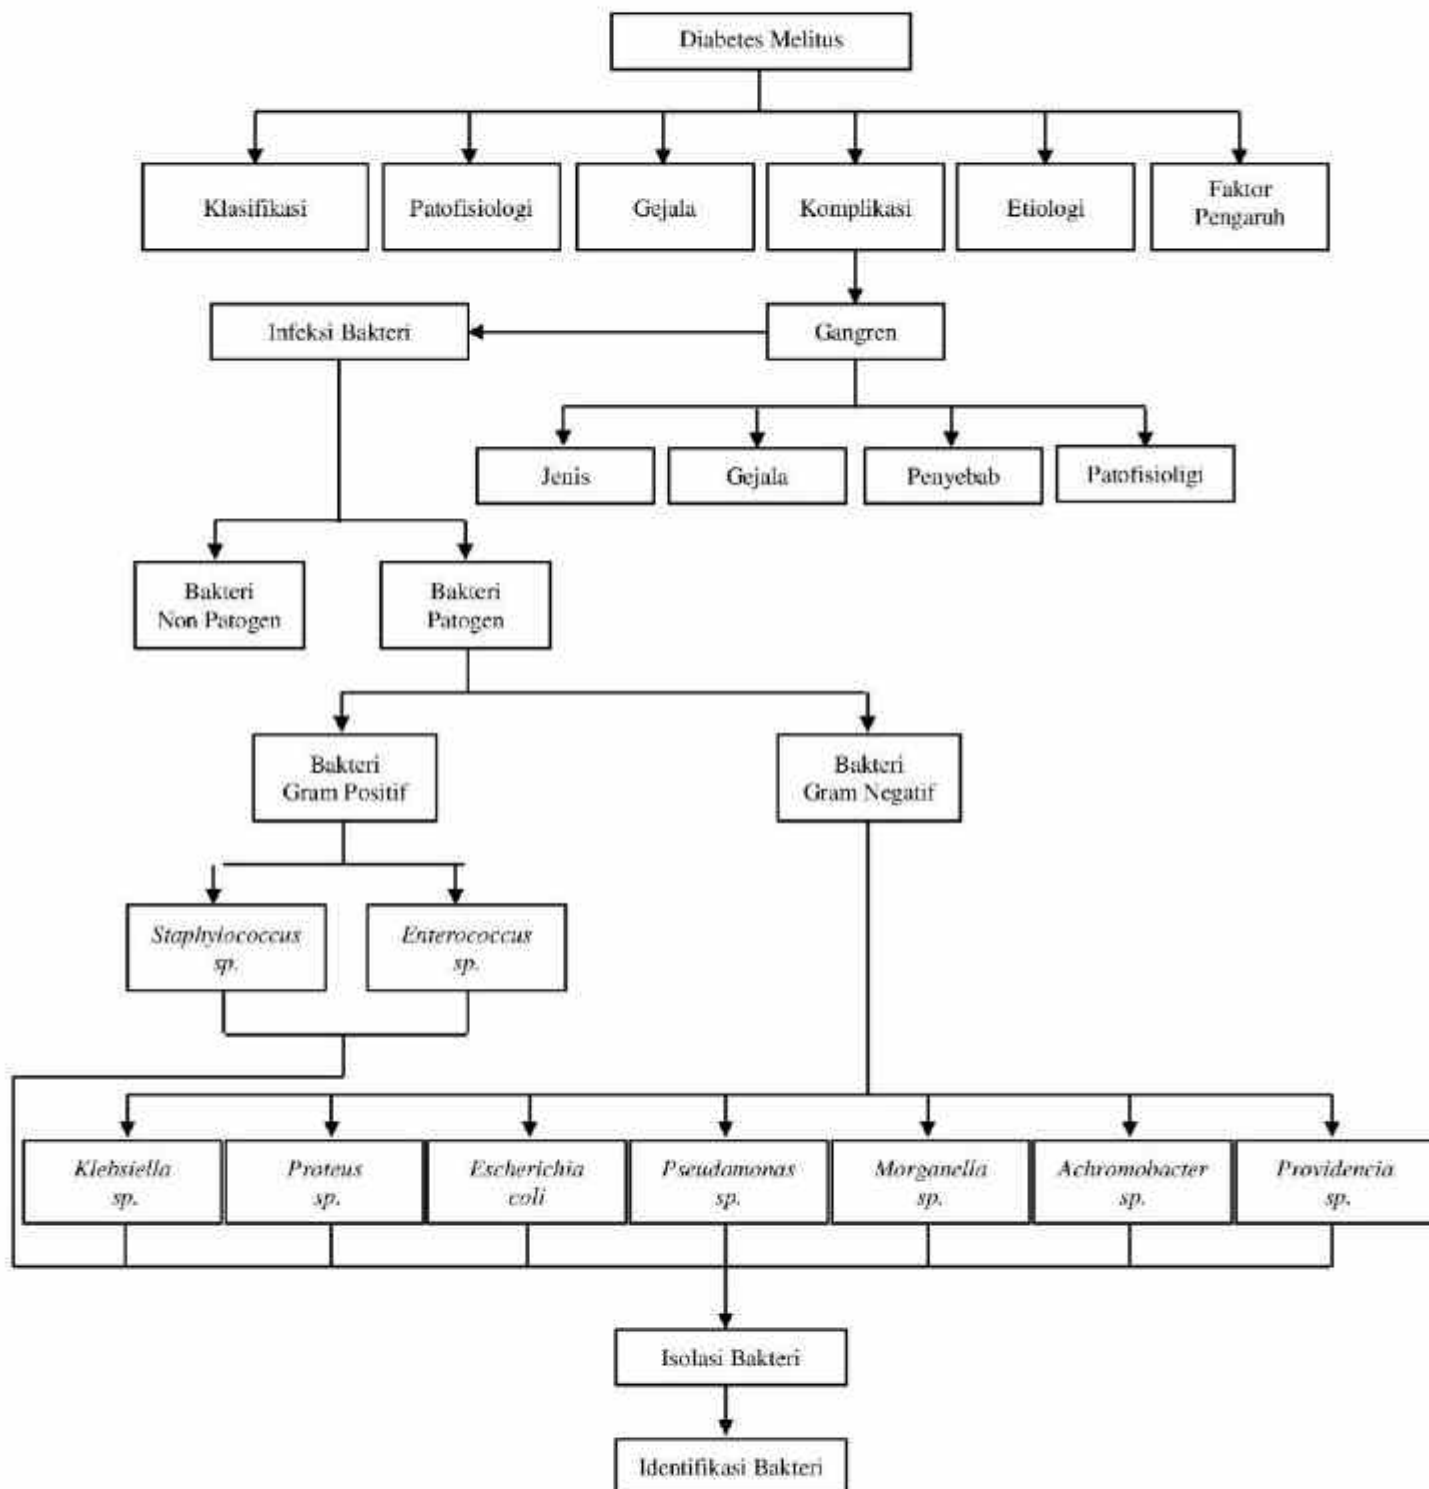 Diabetes Melitus
Klasifikasi
Patofisiologi
Gejala
Komplikasi
Etiologi
Faktor
Pengaruh
Infeksi Bakteri
Gangren
Jenis
Gejala
Penyebab
Patofisioligi
Bakteri
Non Patogen
Bakteri
Patogen
Bakteri
Gram Positif
Bakteri
Gram Negatif
Staphylococcus
sp.
Enterococcus
sp.
Klebsiella
sp.
Proteus
sp.
Escherichia
coli
Pseudamonas
sp.
Morganella
sp.
Achromobacter
sp.
Providencia
sp.
Isolasi Bakteri
Identifikasi Bakteri